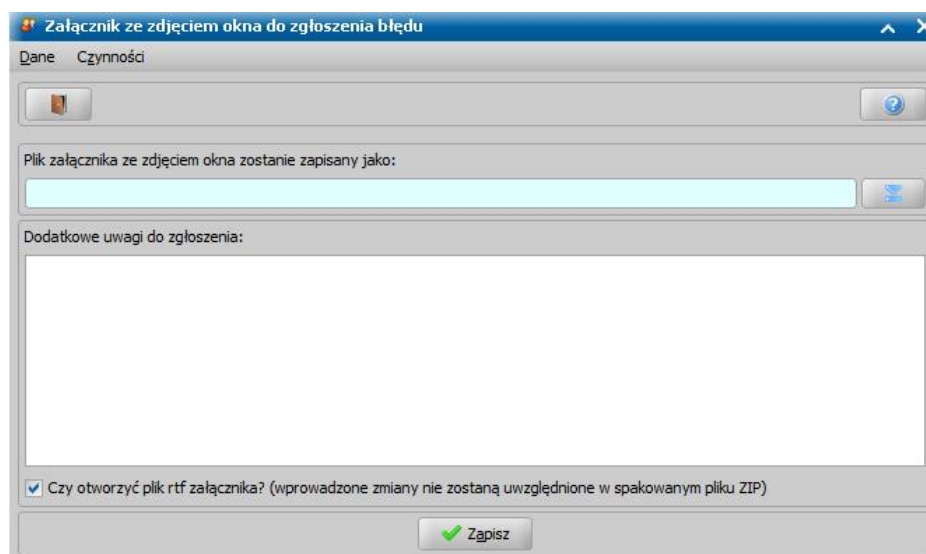 Załącznik ze zdjęciem okna do zgłoszenia błędu
Dane Czynności
Plik załącznika ze zdjęciem okna zostanie zapisany jako:
Dodatkowe uwagi do zgłoszenia:
Czy otworzyć plik rtf załącznika? (wprowadzone zmiany nie zostaną uwzględnione w spakowanym pliku ZIP)
Zapisz